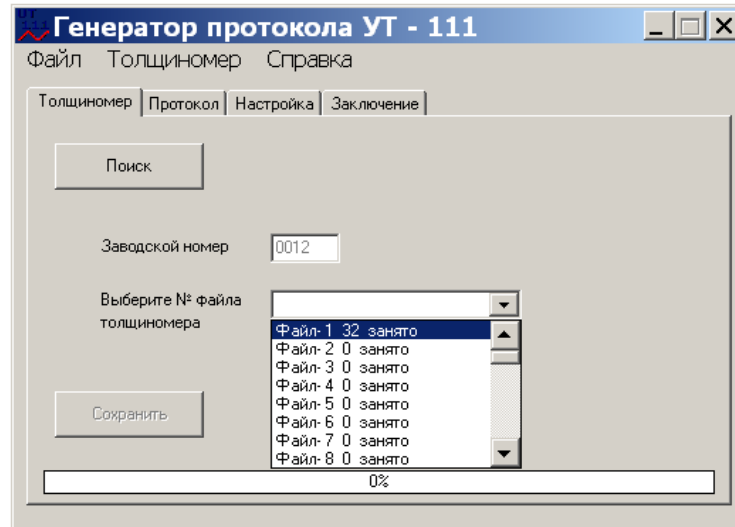 УТ
111
Генератор протокола УТ - 111
Файл Толщиномер Справка
Толщиномер Протокол Настройка Заключение
Поиск
Заводской номер 0012
Выберите № файла
толщиномера
Файл-1 32 занято
Файл-2 0 занято
Файл-3 0 занято
Файл-4 0 занято
Файл-5 0 занято
Файл-6 0 занято
Файл-7 0 занято
Файл-8 0 занято
Сохранить
0%